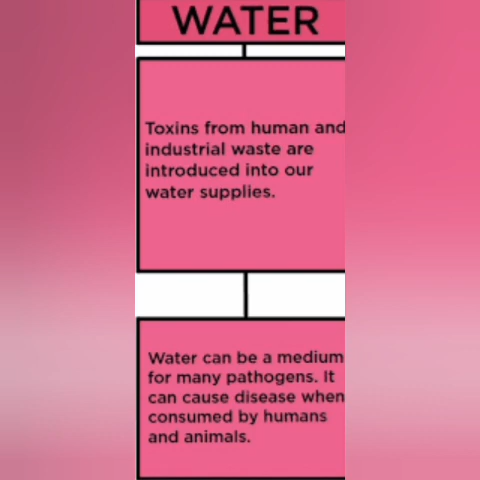 WATER
Toxins from human and
industrial waste are
introduced into our
water supplies.
Water can be a medium
for many pathogens. It
can cause disease when
consumed by humans
and animals.